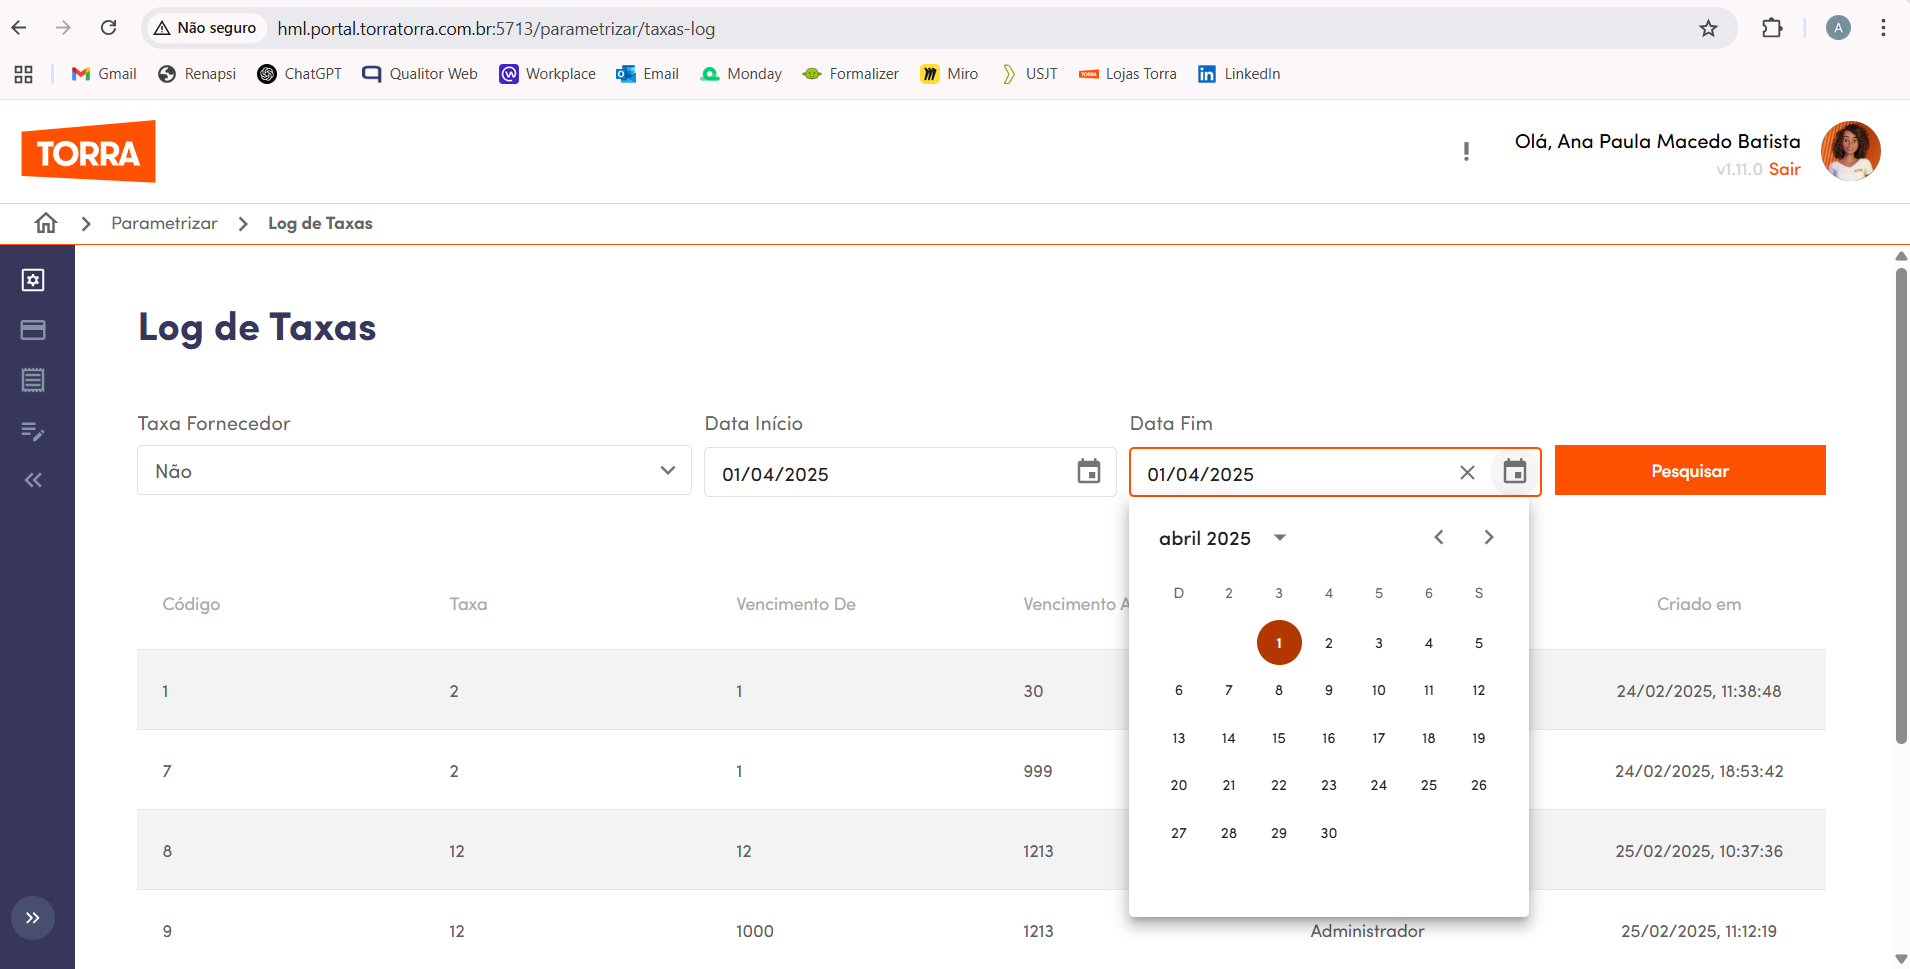 Não seguro hml.portal.torratorra.com.br:5713/parametrizar/taxas-log A
Gmail Renapsi ChatGPT Qualitor Web Workplace Email Monday Formalizer Miro USJT Lojas Torra LinkedIn
TORRA
! Olá, Ana Paula Macedo Batista
v1.11.0 Sair
Parametrizar Log de Taxas
Log de Taxas
Taxa Fornecedor Data Início Data Fim
Não 01/04/2025 01/04/2025 Pesquisar
abril 2025
D 2 3 4 5 6 S
1 2 3 4 5
6 7 8 9 10 11 12
13 14 15 16 17 18 19
20 21 22 23 24 25 26
27 28 29 30
Código Taxa Vencimento De Vencimento A Criado em
1 2 1 30 24/02/2025, 11:38:48
7 2 1 999 24/02/2025, 18:53:42
8 12 12 1213 25/02/2025, 10:37:36
9 12 1000 1213 Administrador 25/02/2025, 11:12:19